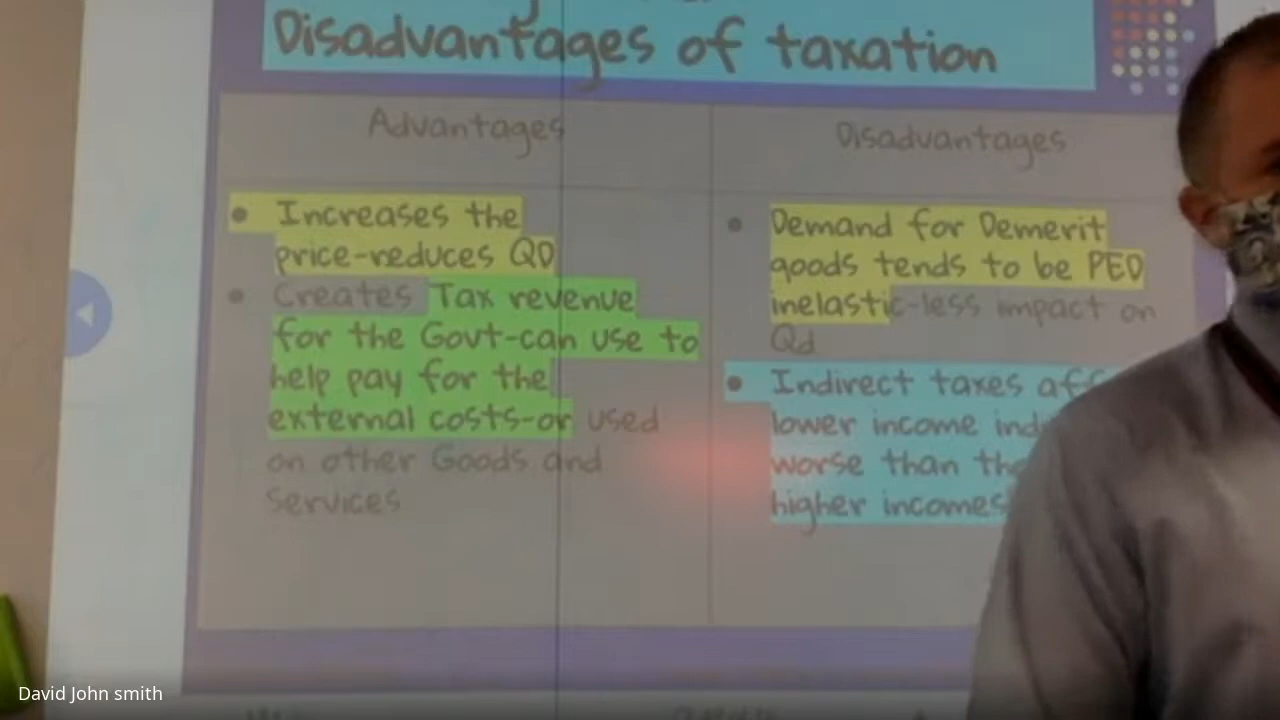 Disadvantages of taxation
Advantages
Disadvantages
• Increases the
price-reduces QD
• Creates Tax revenue
for the Govt-can use to
help pay for the
external costs-or used
on other Goods and
Services
• Demand for Demerit
goods tends to be PED
inelastic-less impact on
Qd
• Indirect taxes
lower income
worse than
higher incomes
David John smith